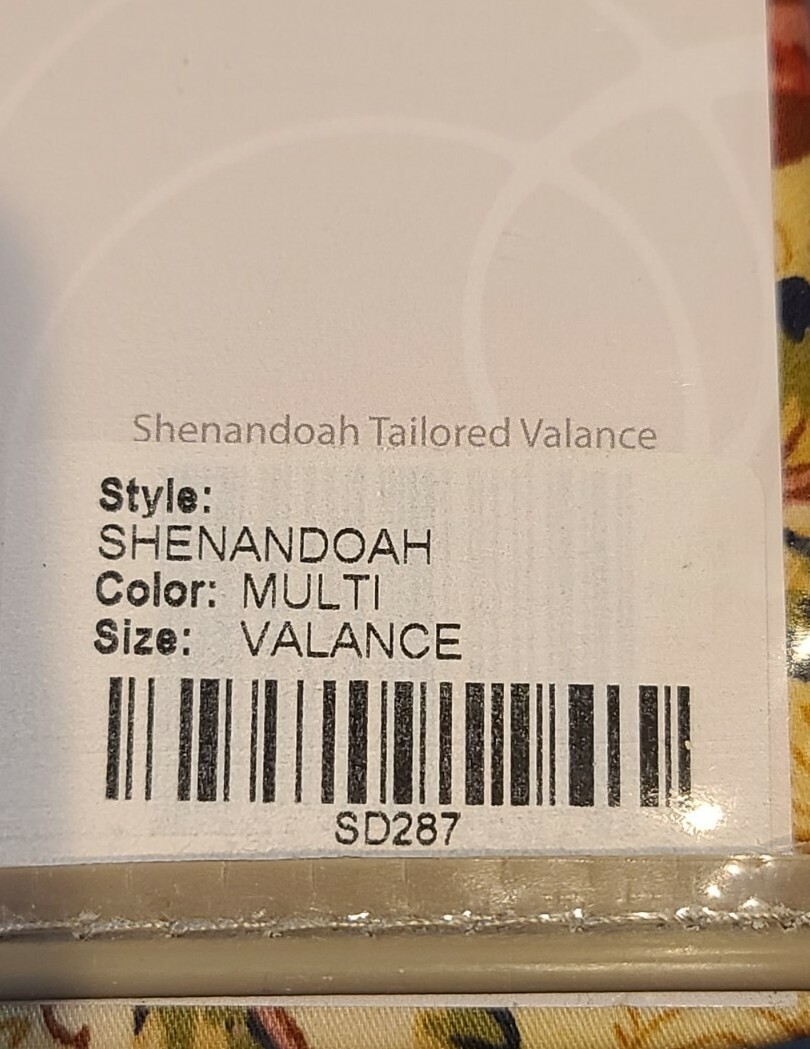 Shenandoah Tailored Valance
Style:
SHENANDOAH
Color: MULTI
Size: VALANCE
SD287